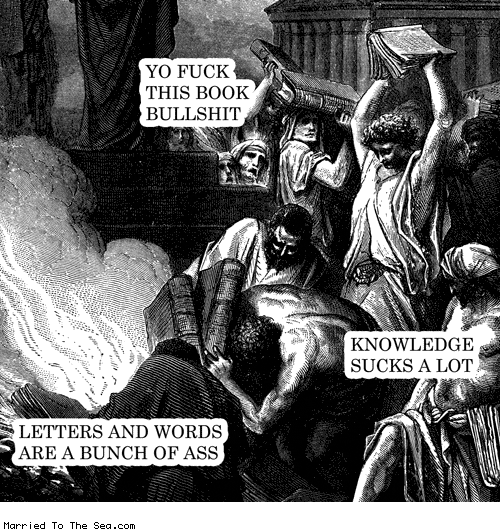 YO FUCK
THIS BOOK
BULLSHIT
KNOWLEDGE
SUCKS A LOT
LETTERS AND WORDS
ARE A BUNCH OF ASS
Married To The Sea.com